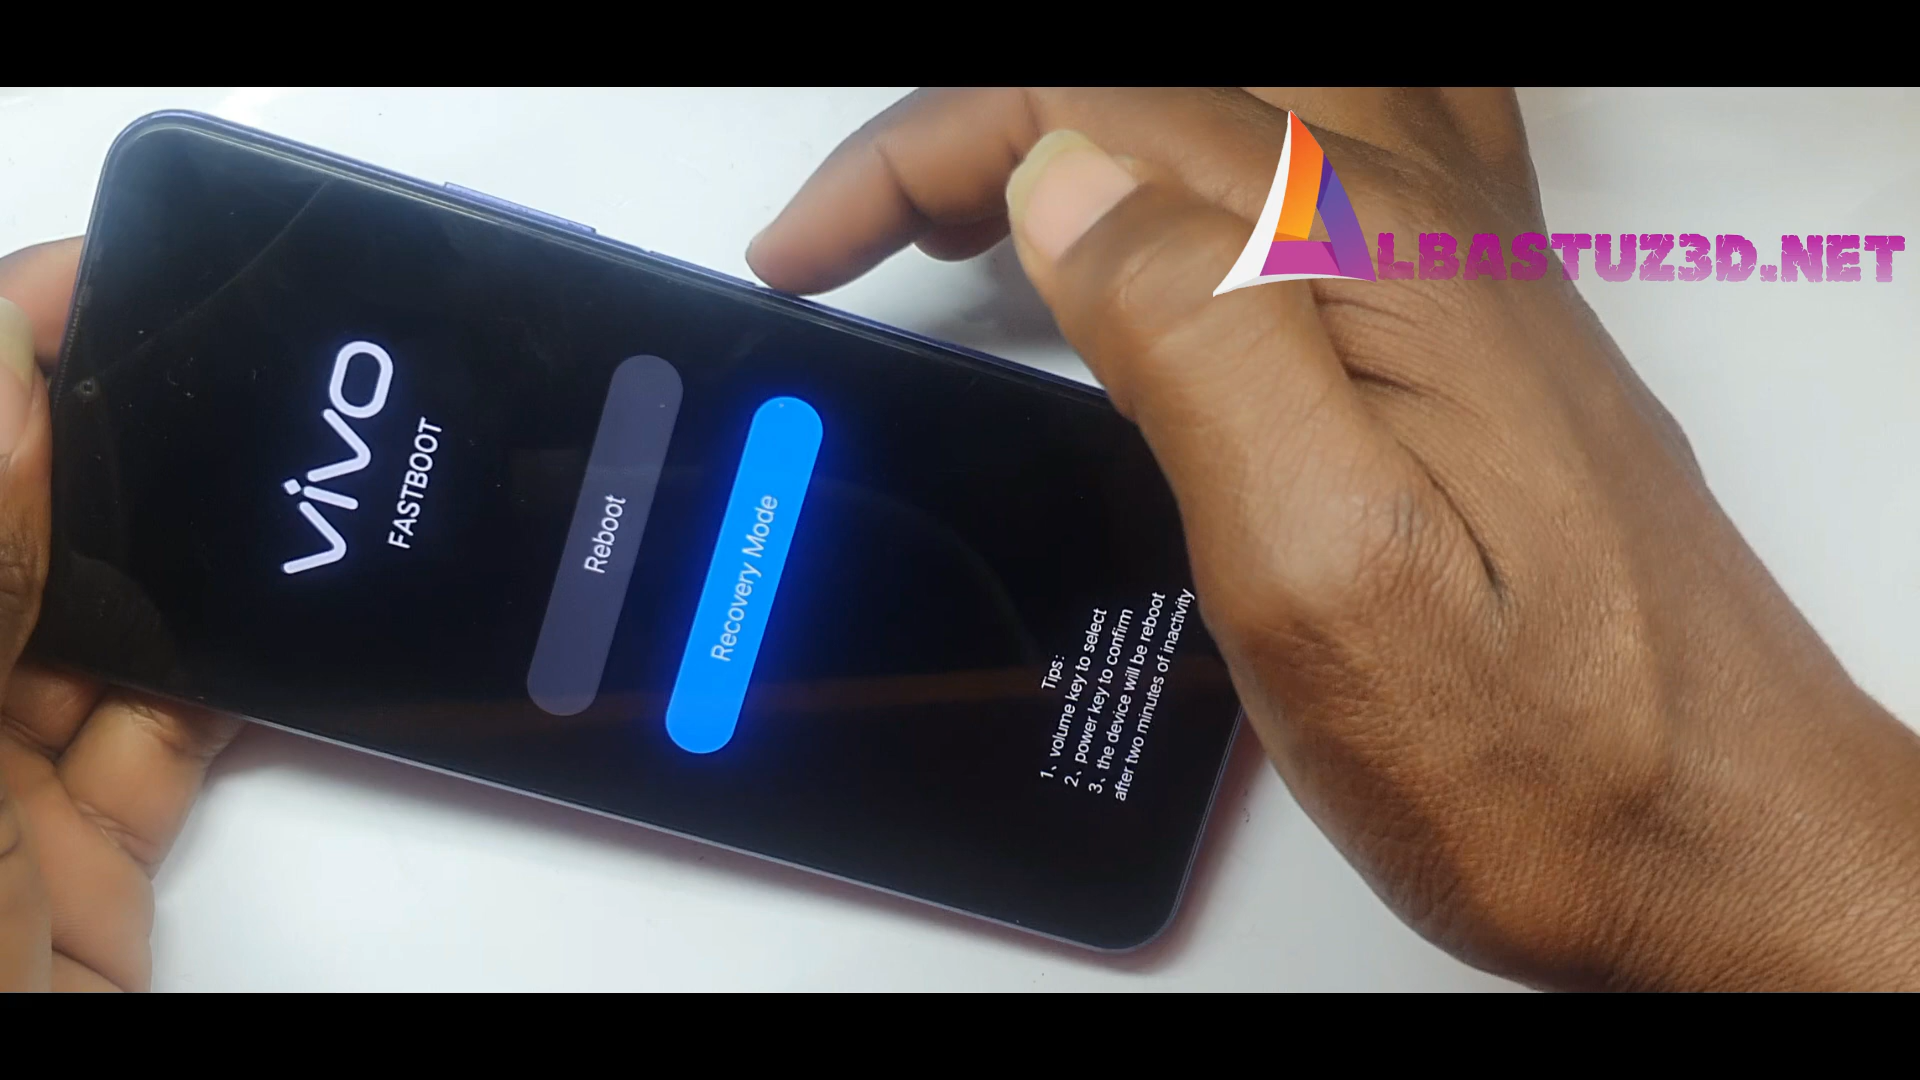 vivo
FASTBOOT
Reboot
Recovery Mode
Tips:
1、volume key to select
2、power key to confirm
3、the device will be reboot
after two minutes of inactivity
ALBASTUZ3D.NET